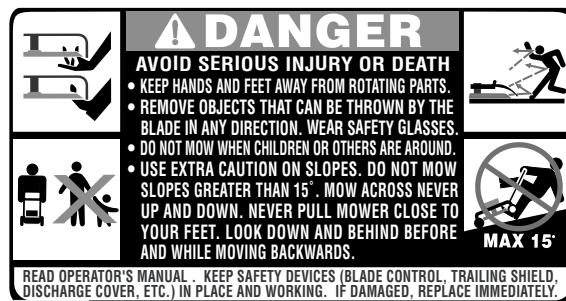 DANGER
AVOID SERIOUS INJURY OR DEATH
• KEEP HANDS AND FEET AWAY FROM ROTATING PARTS.
• REMOVE OBJECTS THAT CAN BE THROWN BY THE
BLADE IN ANY DIRECTION. WEAR SAFETY GLASSES.
• DO NOT MOW WHEN CHILDREN OR OTHERS ARE AROUND.
• USE EXTRA CAUTION ON SLOPES. DO NOT MOW
SLOPES GREATER THAN 15°. MOW ACROSS NEVER
UP AND DOWN. NEVER PULL MOWER CLOSE TO
YOUR FEET. LOOK DOWN AND BEHIND BEFORE
AND WHILE MOVING BACKWARDS.
MAX 15°
READ OPERATOR'S MANUAL . KEEP SAFETY DEVICES (BLADE CONTROL, TRAILING SHIELD,
DISCHARGE COVER, ETC.) IN PLACE AND WORKING. IF DAMAGED, REPLACE IMMEDIATELY.